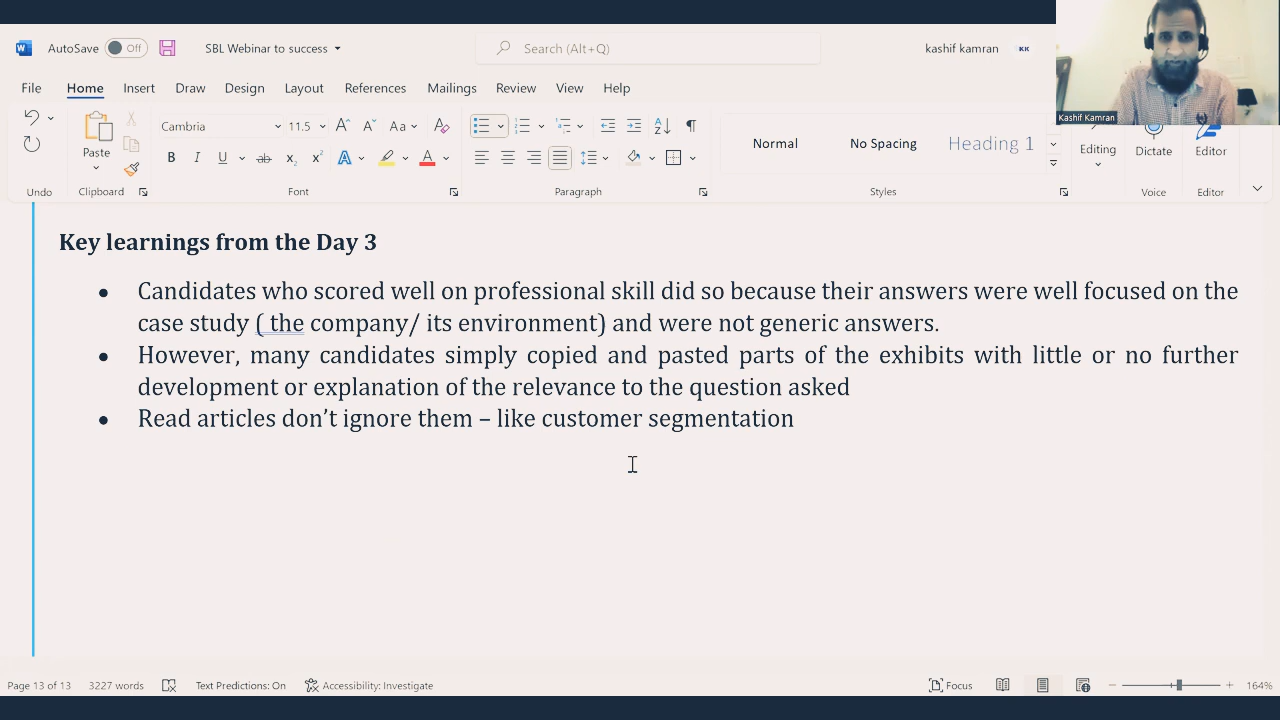 AutoSave Off SBL Webinar to success Search (Alt+Q) kashif kamran KK
File Home Insert Draw Design Layout References Mailings Review View Help
Kashif Kamran
Cambria 11.5 Aa
Paste Normal No Spacing Heading 1 Editing Dictate Editor
B I U ab x₂ x² A A
Undo Clipboard Font Paragraph Styles Voice Editor
Key learnings from the Day 3
• Candidates who scored well on professional skill did so because their answers were well focused on the
case study ( the company/ its environment) and were not generic answers.
• However, many candidates simply copied and pasted parts of the exhibits with little or no further
development or explanation of the relevance to the question asked
• Read articles don’t ignore them – like customer segmentation
Page 13 of 13 3227 words Text Predictions: On Accessibility: Investigate Focus 164%